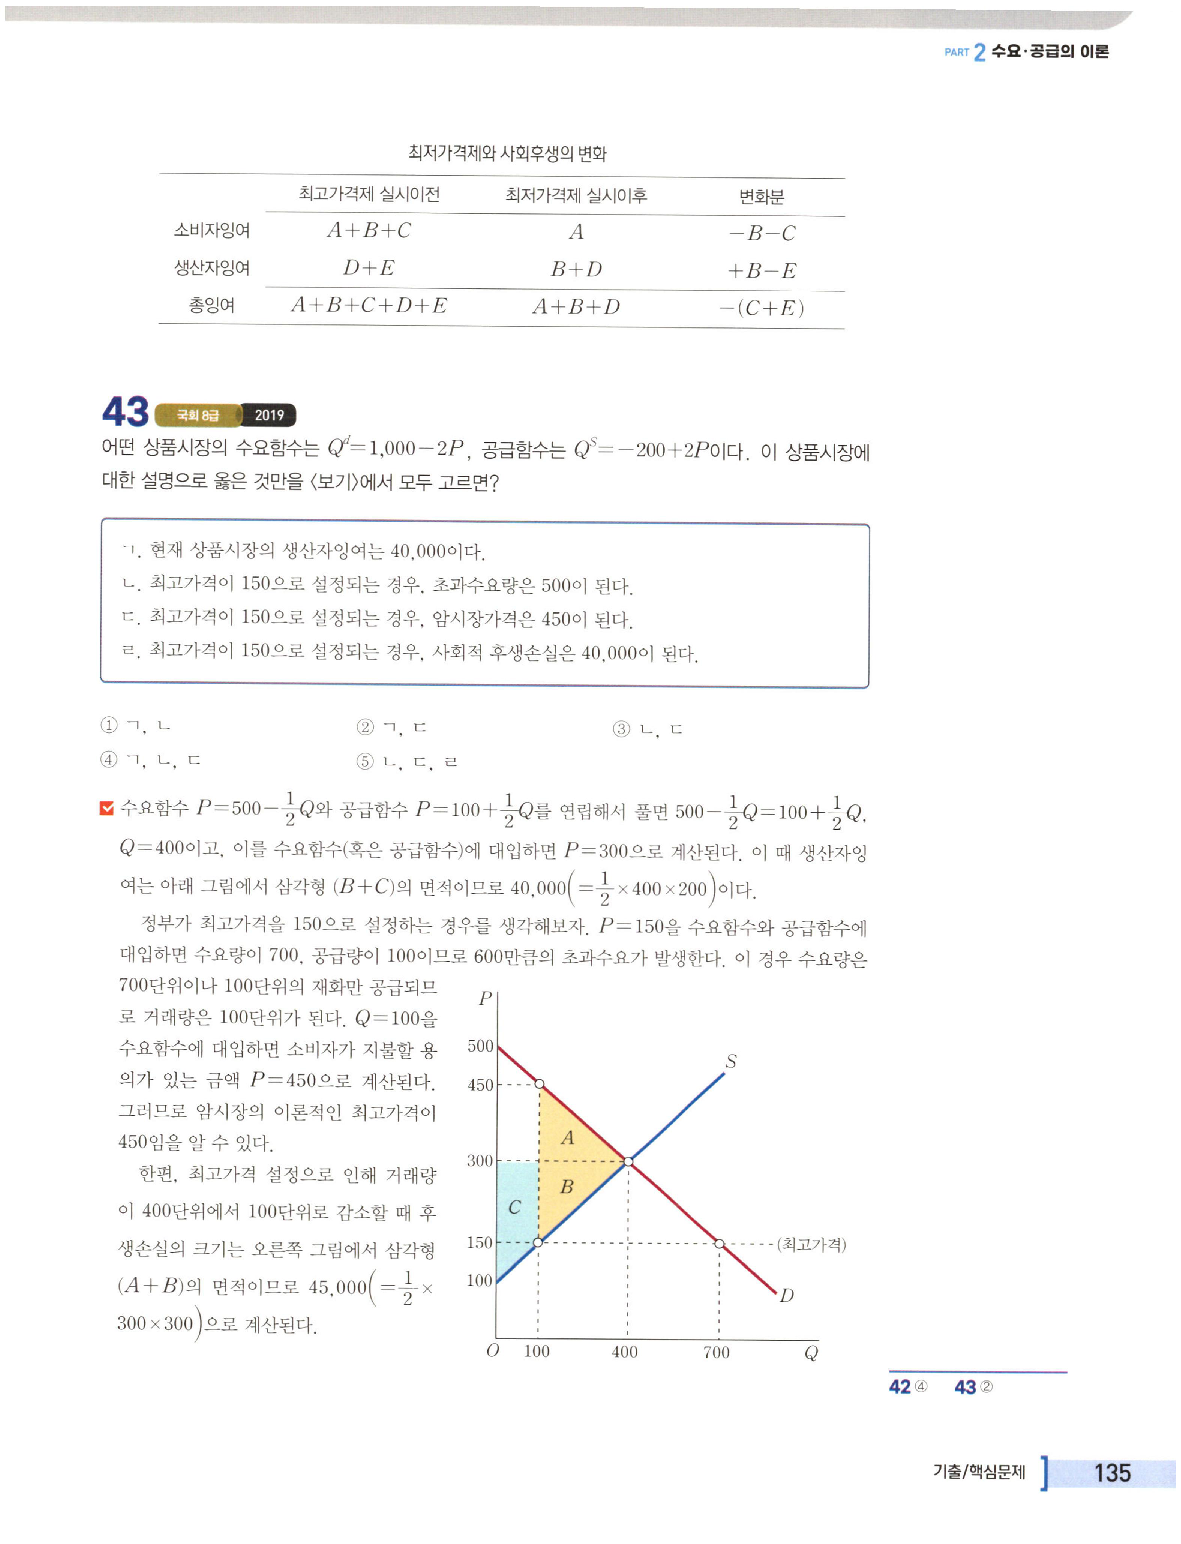 PART 2 수요·공급의 이론
최저가격제와 사회후생의 변화
최고가격제 실시이전 최저가격제 실시이후 변화분
소비자잉여 A+B+C A −B−C
생산자잉여 D+E B+D +B−E
총잉여 A+B+C+D+E A+B+D −(C+E)
43 국회 8급 2019
어떤 상품시장의 수요함수는 Q^d=1,000−2P, 공급함수는 Q^S=−200+2P이다. 이 상품시장에
대한 설명으로 옳은 것만을 〈보기〉에서 모두 고르면?
ㄱ. 현재 상품시장의 생산자잉여는 40,000이다.
ㄴ. 최고가격이 150으로 설정되는 경우, 초과수요량은 500이 된다.
ㄷ. 최고가격이 150으로 설정되는 경우, 암시장가격은 450이 된다.
ㄹ. 최고가격이 150으로 설정되는 경우, 사회적 후생손실은 40,000이 된다.
① ㄱ, ㄴ ② ㄱ, ㄷ ③ ㄴ, ㄷ
④ ㄱ, ㄴ, ㄷ ⑤ ㄴ, ㄷ, ㄹ
수요함수 P=500−1/2Q와 공급함수 P=100+1/2Q를 연립해서 풀면 500−1/2Q=100+1/2Q,
Q=400이고, 이를 수요함수(혹은 공급함수)에 대입하면 P=300으로 계산된다. 이 때 생산자잉
여는 아래 그림에서 삼각형 (B+C)의 면적이므로 40,000(=1/2×400×200)이다.
정부가 최고가격을 150으로 설정하는 경우를 생각해보자. P=150을 수요함수와 공급함수에
대입하면 수요량이 700, 공급량이 100이므로 600만큼의 초과수요가 발생한다. 이 경우 수요량은
700단위이나 100단위의 재화만 공급되므
로 거래량은 100단위가 된다. Q=100을
수요함수에 대입하면 소비자가 지불할 용
의가 있는 금액 P=450으로 계산된다.
그러므로 암시장의 이론적인 최고가격이
450임을 알 수 있다.
한편, 최고가격 설정으로 인해 거래량
이 400단위에서 100단위로 감소할 때 후
생손실의 크기는 오른쪽 그림에서 삼각형
(A+B)의 면적이므로 45,000(=1/2×
300×300)으로 계산된다.
P
500
S
450
A
300
B
C
150 (최고가격)
100
D
O 100 400 700 Q
42 ④ 43 ②
기출/핵심문제 135